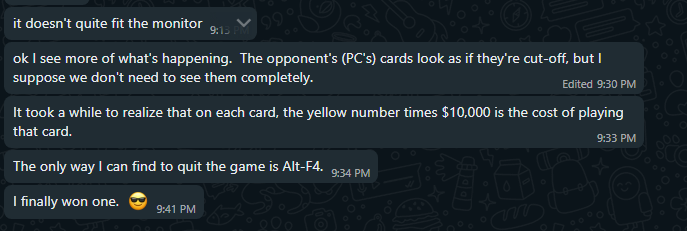 it doesn't quite fit the monitor
9:13 PM
ok I see more of what's happening.  The opponent's (PC's) cards look as if they're cut-off, but I
suppose we don't need to see them completely.
Edited 9:30 PM
It took a while to realize that on each card, the yellow number times $10,000 is the cost of playing
that card.
9:33 PM
The only way I can find to quit the game is Alt-F4.
9:34 PM
I finally won one. 😎
9:41 PM